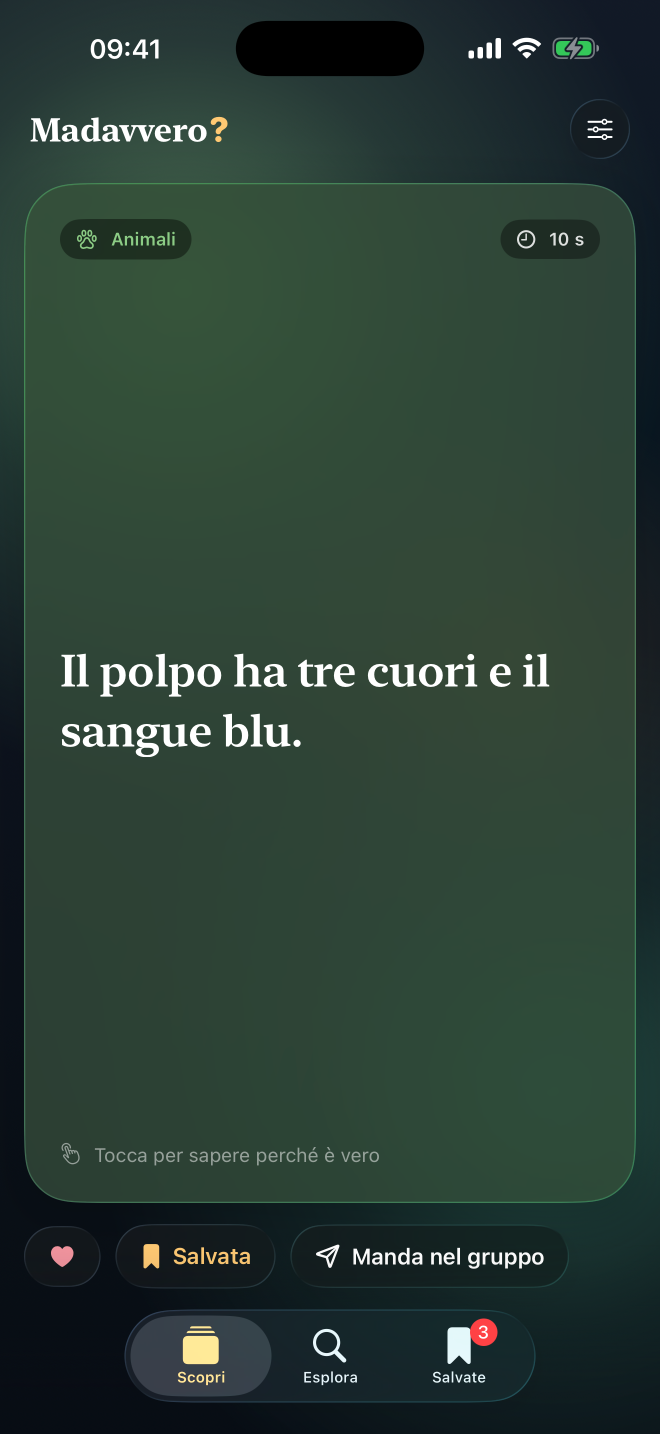 09:41
Madavvero?
Animali
10 s
Il polpo ha tre cuori e il
sangue blu.
Tocca per sapere perché è vero
Salvata
Manda nel gruppo
3
Scopri
Esplora
Salvate